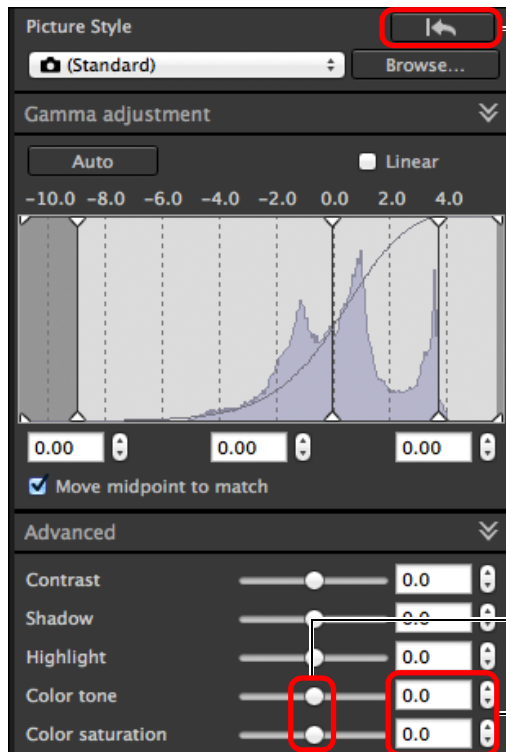 Picture Style
(Standard) Browse...
Gamma adjustment
Auto Linear
-10.0 -8.0 -6.0 -4.0 -2.0 0.0 2.0 4.0
0.00 0.00 0.00
Move midpoint to match
Advanced
Contrast 0.0
Shadow 0.0
Highlight 0.0
Color tone 0.0
Color saturation 0.0